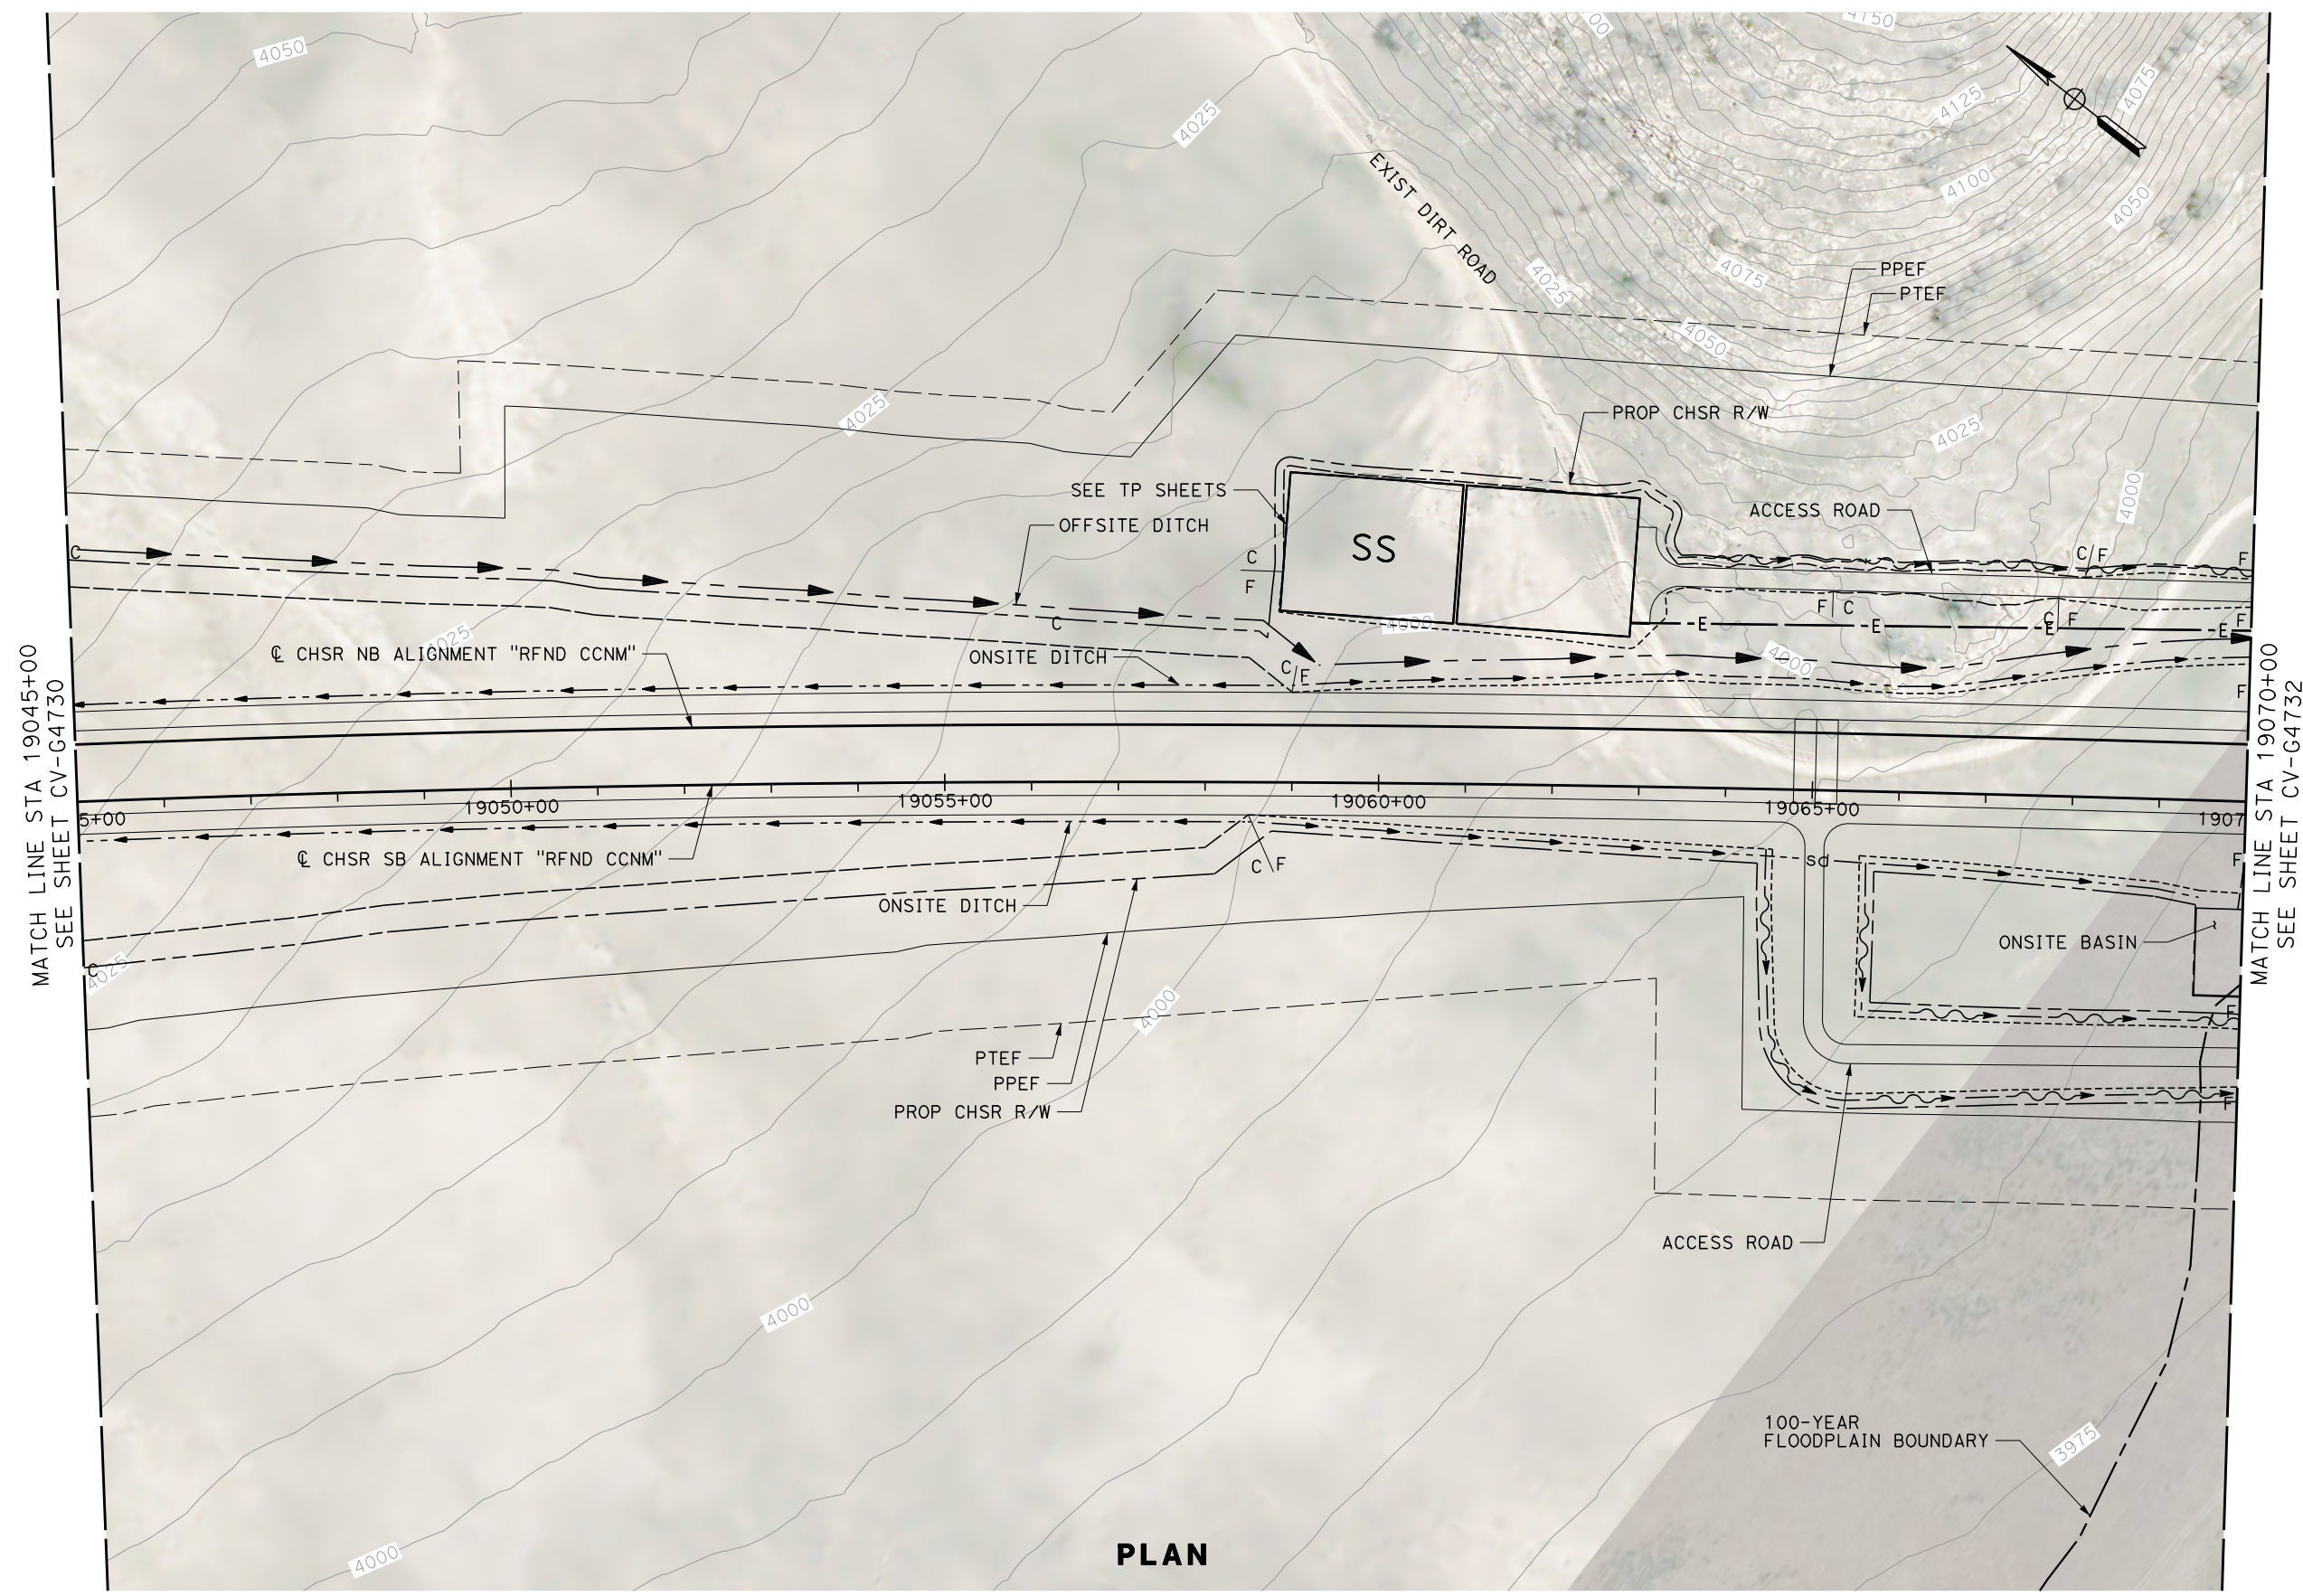 4150
4050
00
4075
4125
4025
4100
4050
EXIST DIRT ROAD
PPEF
4075
4025
PTEF
4050
PROP CHSR R/W
4025
4025
SEE TP SHEETS
4000
ACCESS ROAD
OFFSITE DITCH
SS
C
C
F
C/F
F
F C
C F
C
4000
E
E
E
E
F
4025
℄ CHSR NB ALIGNMENT "RFND CCNM"
ONSITE DITCH
C/F
4000
F
MATCH LINE STA 19045+00
SEE SHEET CV-G4730
MATCH LINE STA 19070+00
SEE SHEET CV-G4732
5+00
19050+00
19055+00
19060+00
19065+00
1907
℄ CHSR SB ALIGNMENT "RFND CCNM"
C\F
sd
F
ONSITE DITCH
ONSITE BASIN
C
4025
4000
F
PTEF
PPEF
PROP CHSR R/W
F
ACCESS ROAD
4000
100-YEAR
FLOODPLAIN BOUNDARY
3975
4000
PLAN